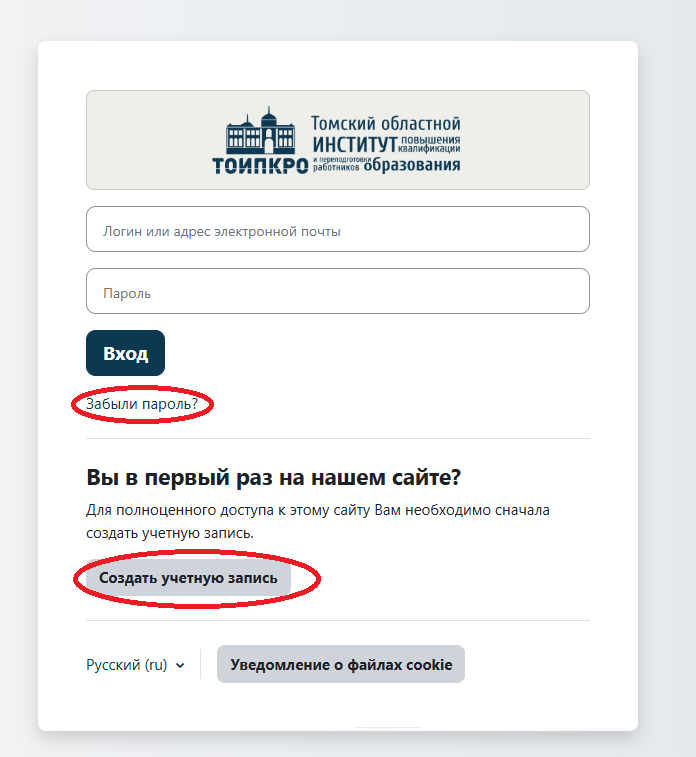 Томский областной
ИНСТИТУТ повышения квалификации
ТОИПКРО и переподготовки работников образования
Логин или адрес электронной почты
Пароль
Вход
Забыли пароль?
Вы в первый раз на нашем сайте?
Для полноценного доступа к этому сайту Вам необходимо сначала
создать учетную запись.
Создать учетную запись
Русский (ru)
Уведомление о файлах cookie